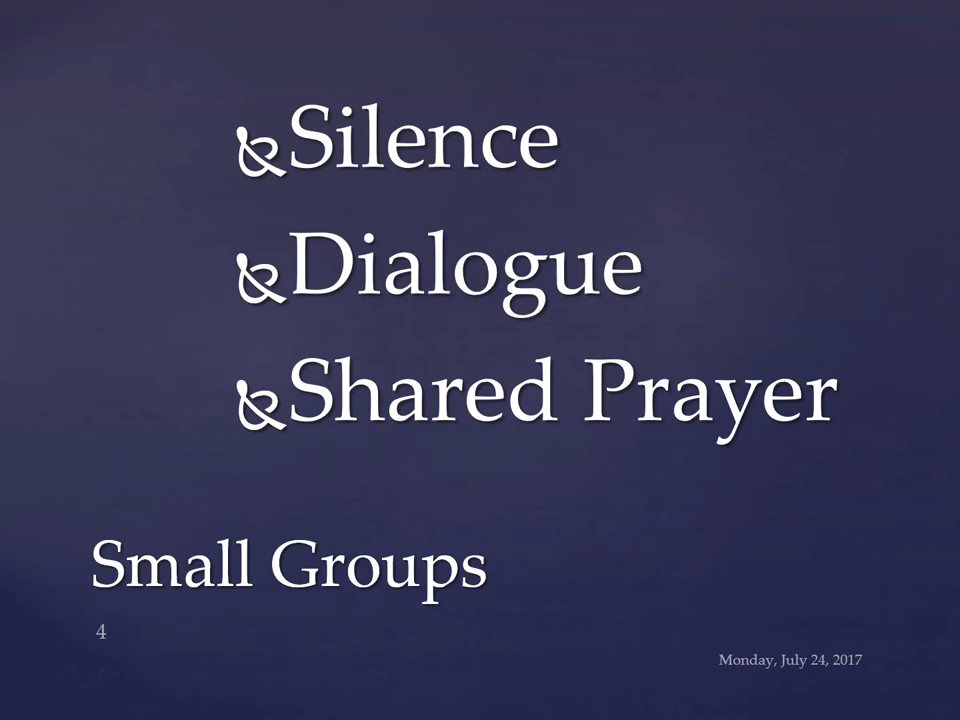 Silence
Dialogue
Shared Prayer
Small Groups
4
Monday, July 24, 2017